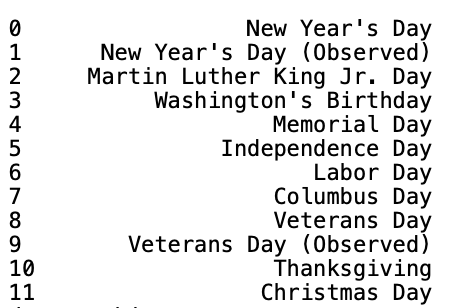 0 New Year's Day
1 New Year's Day (Observed)
2 Martin Luther King Jr. Day
3 Washington's Birthday
4 Memorial Day
5 Independence Day
6 Labor Day
7 Columbus Day
8 Veterans Day
9 Veterans Day (Observed)
10 Thanksgiving
11 Christmas Day